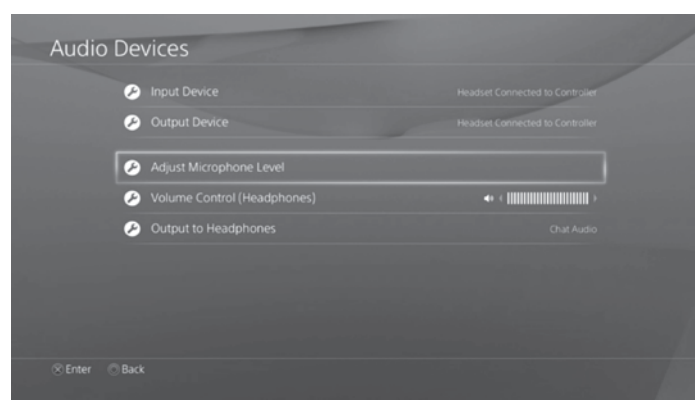 Audio Devices
Input Device Headset Connected to Controller
Output Device Headset Connected to Controller
Adjust Microphone Level
Volume Control (Headphones)
Output to Headphones Chat Audio
Enter Back